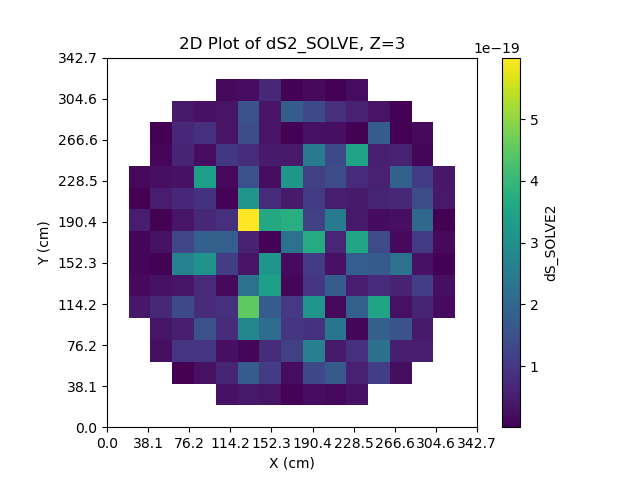 2D Plot of dS2_SOLVE, Z=3
1e−19
342.7
304.6
266.6
228.5
190.4
152.3
114.2
76.2
38.1
0.0
Y (cm)
0.0 38.1 76.2 114.2 152.3 190.4 228.5 266.6 304.6 342.7
X (cm)
5
4
3
2
1
dS_SOLVE2